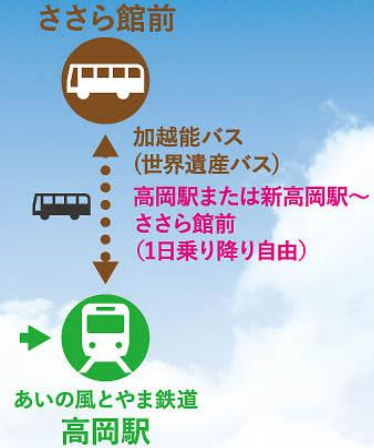 ささら館前
加越能バス
(世界遺産バス)
高岡駅または新高岡駅～
ささら館前
(1日乗り降り自由)
あいの風とやま鉄道
高岡駅